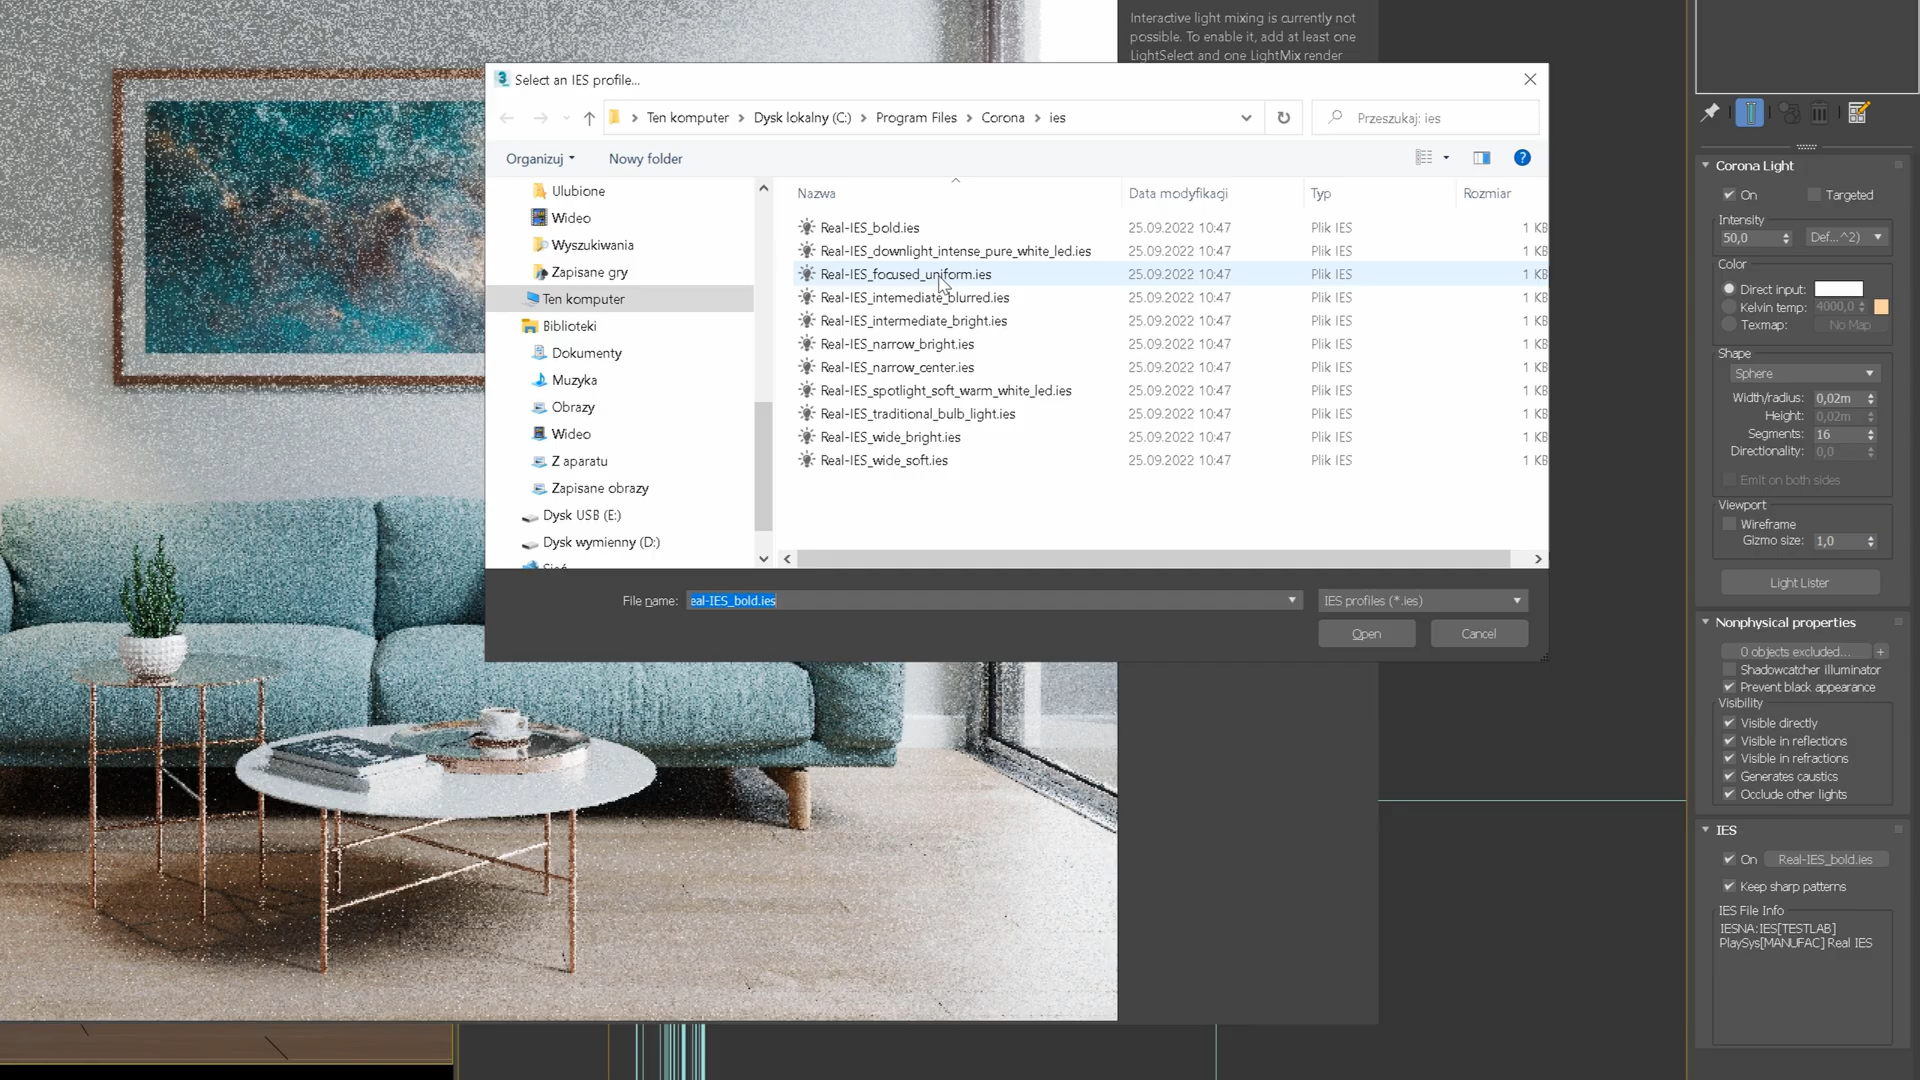 Interactive light mixing is currently not
possible. To enable it, add at least one
LightSelect and one LightMix render
Select an IES profile...
Ten komputer
Dysk lokalny (C:)
Program Files
Corona
ies
Przeszukaj: ies
Organizuj
Nowy folder
Ulubione
Wideo
Wyszukiwania
Zapisane gry
Ten komputer
Biblioteki
Dokumenty
Muzyka
Obrazy
Wideo
Z aparatu
Zapisane obrazy
Dysk USB (E:)
Dysk wymienny (D:)
Sieć
Nazwa Data modyfikacji Typ Rozmiar
Real-IES_bold.ies 25.09.2022 10:47 Plik IES 1 KB
Real-IES_downlight_intense_pure_white_led.ies 25.09.2022 10:47 Plik IES 1 KB
Real-IES_focused_uniform.ies 25.09.2022 10:47 Plik IES 1 KB
Real-IES_intemediate_blurred.ies 25.09.2022 10:47 Plik IES 1 KB
Real-IES_intermediate_bright.ies 25.09.2022 10:47 Plik IES 1 KB
Real-IES_narrow_bright.ies 25.09.2022 10:47 Plik IES 1 KB
Real-IES_narrow_center.ies 25.09.2022 10:47 Plik IES 1 KB
Real-IES_spotlight_soft_warm_white_led.ies 25.09.2022 10:47 Plik IES 1 KB
Real-IES_traditional_bulb_light.ies 25.09.2022 10:47 Plik IES 1 KB
Real-IES_wide_bright.ies 25.09.2022 10:47 Plik IES 1 KB
Real-IES_wide_soft.ies 25.09.2022 10:47 Plik IES 1 KB
File name: eal-IES_bold.ies
IES profiles (*.ies)
Open
Cancel
Corona Light
On Targeted
Intensity
50,0 Def...^2)
Color
Direct input:
Kelvin temp: 4000,0
Texmap: No Map
Shape
Sphere
Width/radius: 0,02m
Height: 0,02m
Segments: 16
Directionality: 0,0
Emit on both sides
Viewport
Wireframe
Gizmo size: 1,0
Light Lister
Nonphysical properties
0 objects excluded... +
Shadowcatcher illuminator
Prevent black appearance
Visibility
Visible directly
Visible in reflections
Visible in refractions
Generates caustics
Occlude other lights
IES
On Real-IES_bold.ies
Keep sharp patterns
IES File Info
IESNA:IES[TESTLAB]
PlaySys[MANUFAC] Real IES